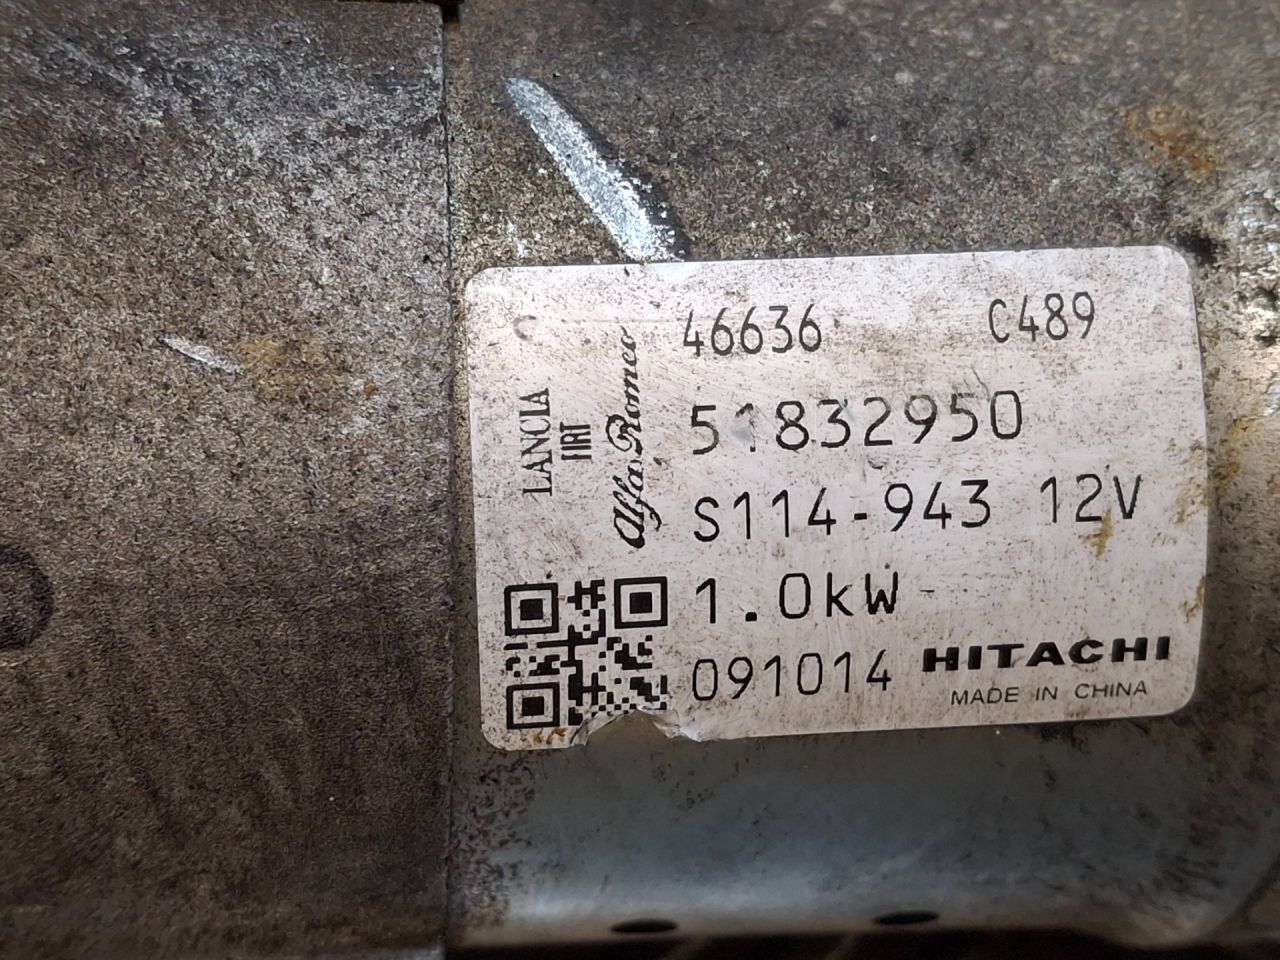 46636 C489
51832950
S114-943 12V
1.0kW
091014 HITACHI
MADE IN CHINA
LANCIA
FIAT
Alfa Romeo